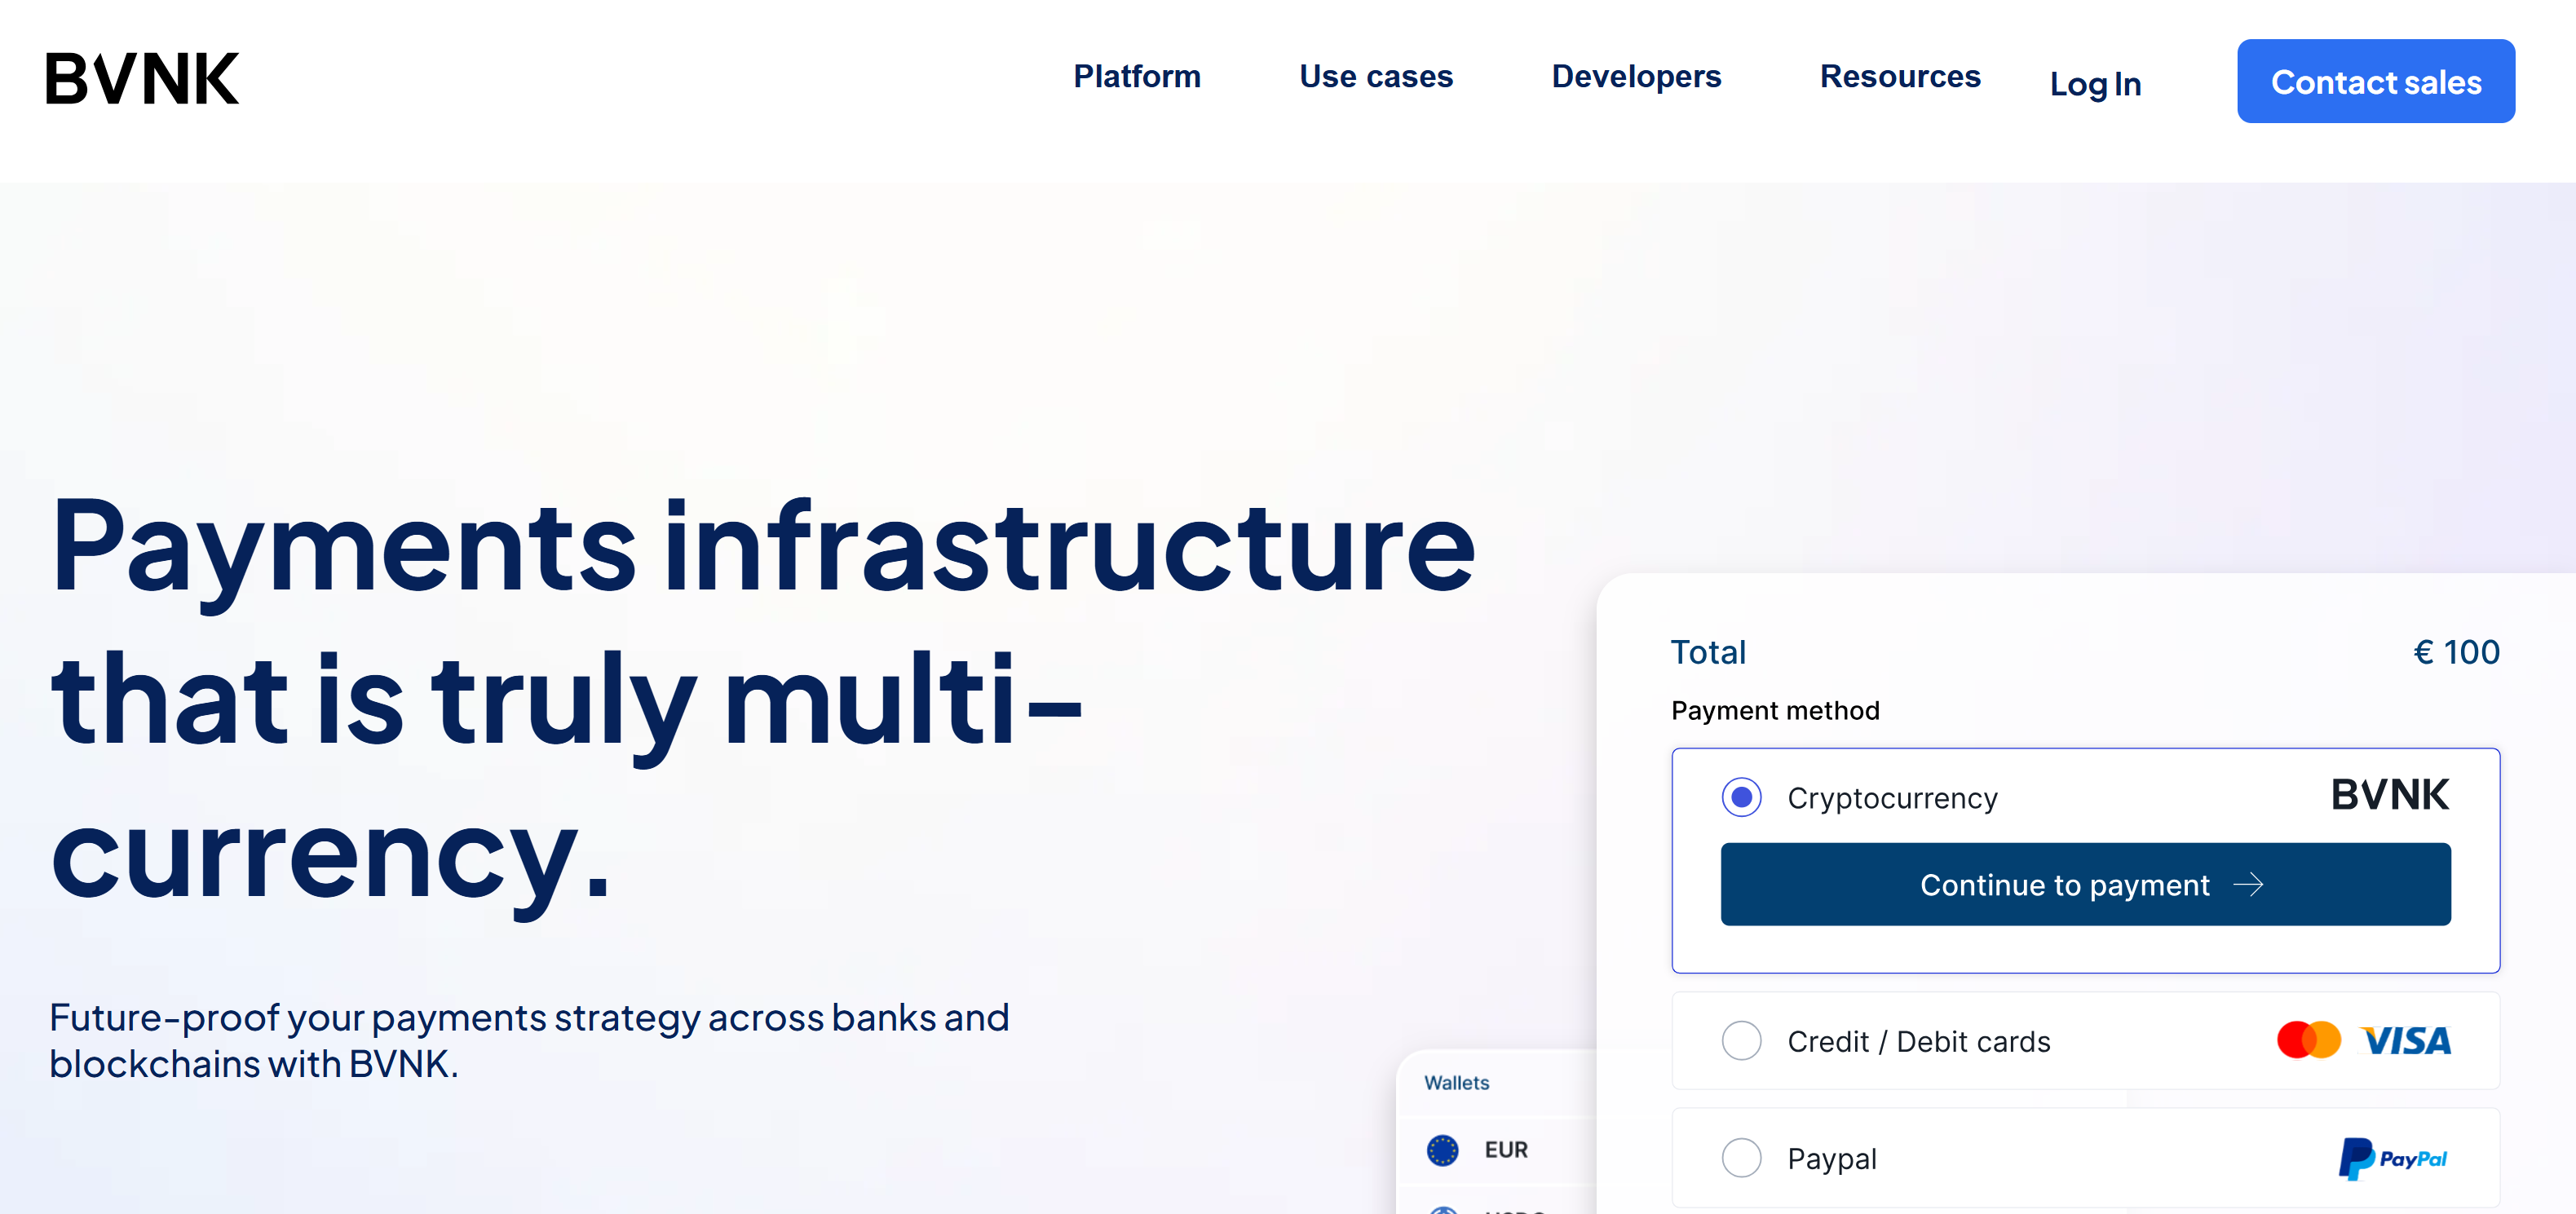 BVNK
Platform
Use cases
Developers
Resources
Log In
Contact sales
Payments infrastructure
that is truly multi-
currency.
Future-proof your payments strategy across banks and
blockchains with BVNK.
Total
€ 100
Payment method
Cryptocurrency
BVNK
Continue to payment →
Credit / Debit cards
VISA
Paypal
PayPal
Wallets
EUR